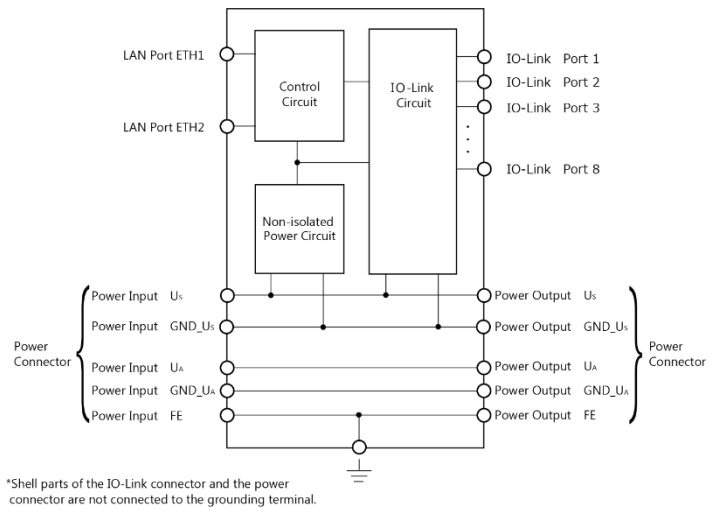 LAN Port ETH1
LAN Port ETH2
Control
Circuit
IO-Link
Circuit
Non-isolated
Power Circuit
IO-Link Port 1
IO-Link Port 2
IO-Link Port 3
IO-Link Port 8
Power
Connector
Power Input Us
Power Input GND_Us
Power Input UA
Power Input GND_UA
Power Input FE
Power Output Us
Power Output GND_Us
Power Output UA
Power Output GND_UA
Power Output FE
Power
Connector
*Shell parts of the IO-Link connector and the power
connector are not connected to the grounding terminal.